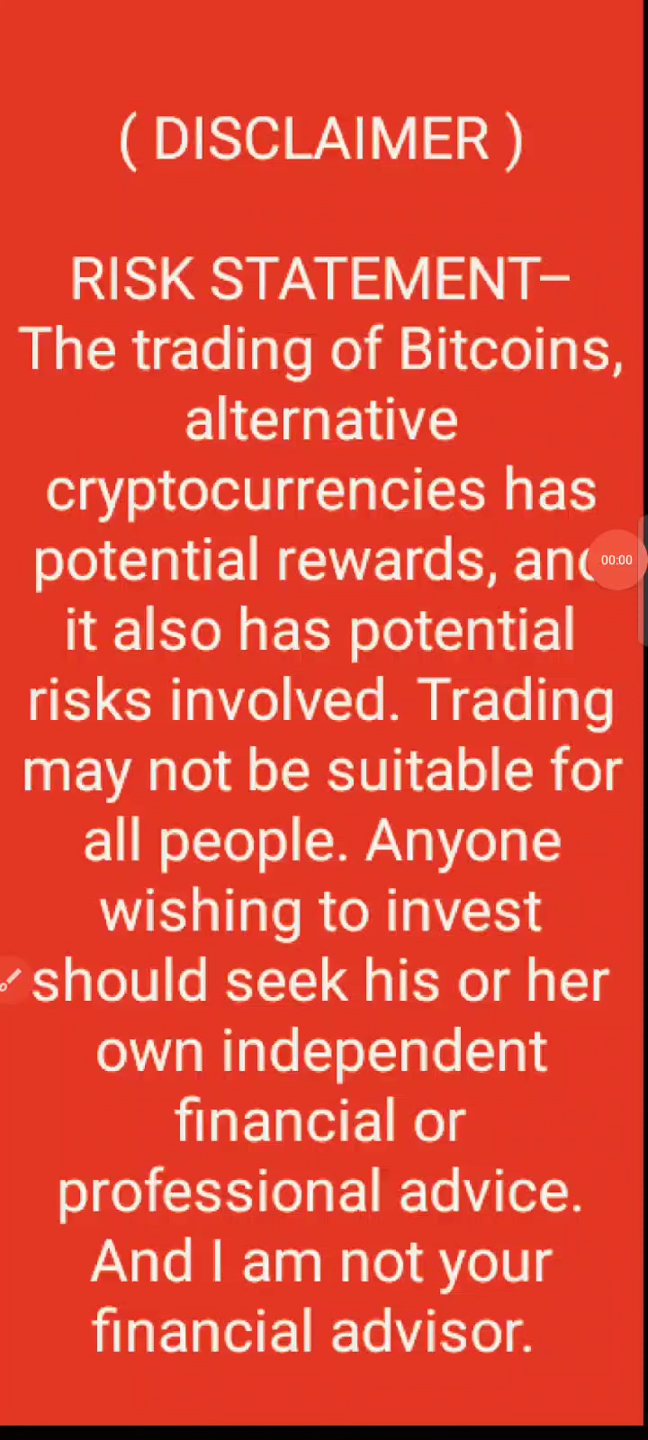 ( DISCLAIMER )
RISK STATEMENT–
The trading of Bitcoins,
alternative
cryptocurrencies has
potential rewards, and
00:00
it also has potential
risks involved. Trading
may not be suitable for
all people. Anyone
wishing to invest
should seek his or her
own independent
financial or
professional advice.
And I am not your
financial advisor.